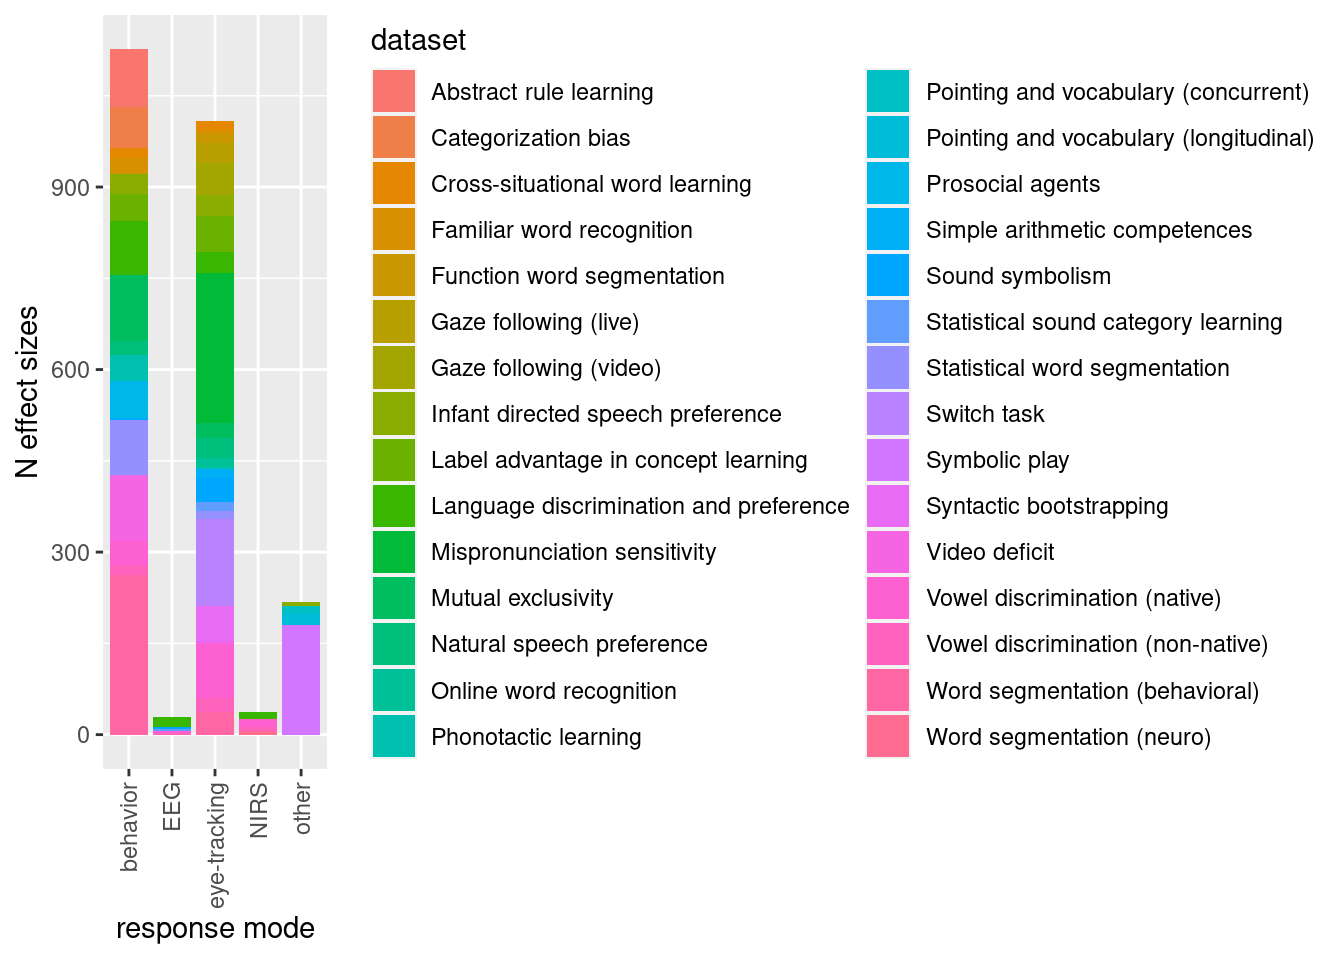 dataset
Abstract rule learning
Categorization bias
Cross-situational word learning
Familiar word recognition
Function word segmentation
Gaze following (live)
Gaze following (video)
Infant directed speech preference
Label advantage in concept learning
Language discrimination and preference
Mispronunciation sensitivity
Mutual exclusivity
Natural speech preference
Online word recognition
Phonotactic learning
Pointing and vocabulary (concurrent)
Pointing and vocabulary (longitudinal)
Prosocial agents
Simple arithmetic competences
Sound symbolism
Statistical sound category learning
Statistical word segmentation
Switch task
Symbolic play
Syntactic bootstrapping
Video deficit
Vowel discrimination (native)
Vowel discrimination (non-native)
Word segmentation (behavioral)
Word segmentation (neuro)
N effect sizes
900
600
300
0
behavior
EEG
eye-tracking
NIRS
other
response mode